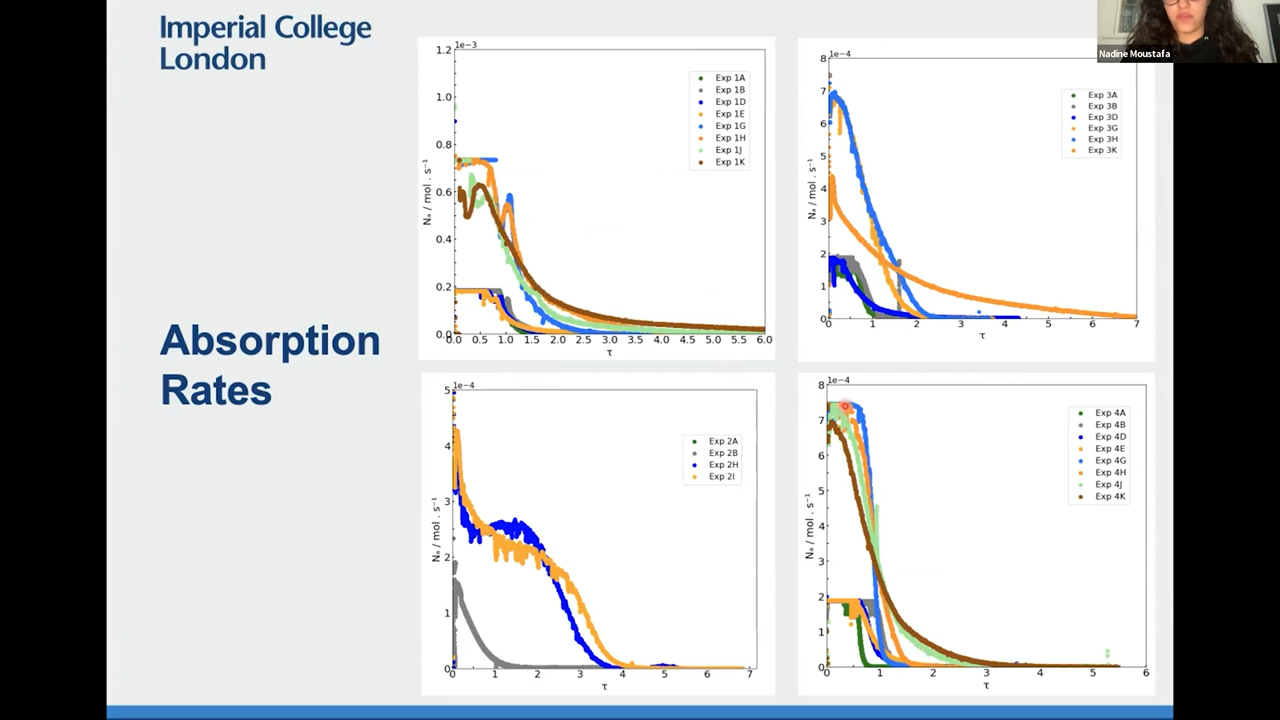 Imperial College
London
Nadine Moustafa
Absorption
Rates
1e−3
1.2
1.0
0.8
0.6
0.4
0.2
0.0
Nₐ / mol . s⁻¹
Exp 1A
Exp 1B
Exp 1D
Exp 1E
Exp 1G
Exp 1H
Exp 1J
Exp 1K
0.0 0.5 1.0 1.5 2.0 2.5 3.0 3.5 4.0 4.5 5.0 5.5 6.0
τ
1e−4
8
7
6
5
4
3
2
1
0
Nₐ / mol . s⁻¹
Exp 3A
Exp 3B
Exp 3D
Exp 3G
Exp 3H
Exp 3K
0 1 2 3 4 5 6 7
τ
1e−4
5
4
3
2
1
0
Nₐ / mol . s⁻¹
Exp 2A
Exp 2B
Exp 2H
Exp 2I
0 1 2 3 4 5 6 7
τ
1e−4
8
7
6
5
4
3
2
1
0
Nₐ / mol . s⁻¹
Exp 4A
Exp 4B
Exp 4D
Exp 4E
Exp 4G
Exp 4H
Exp 4J
Exp 4K
0 1 2 3 4 5 6
τ